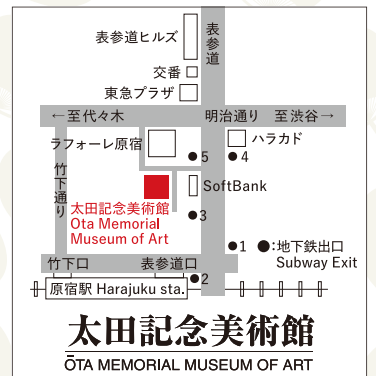 表参道ヒルズ
表参道
交番
東急プラザ
←至代々木
明治通り
至渋谷→
ラフォーレ原宿
ハラカド
5
4
竹下通り
SoftBank
太田記念美術館
Ota Memorial
Museum of Art
3
1
●:地下鉄出口
Subway Exit
竹下口
表参道口
2
原宿駅 Harajuku sta.
太田記念美術館
ŌTA MEMORIAL MUSEUM OF ART